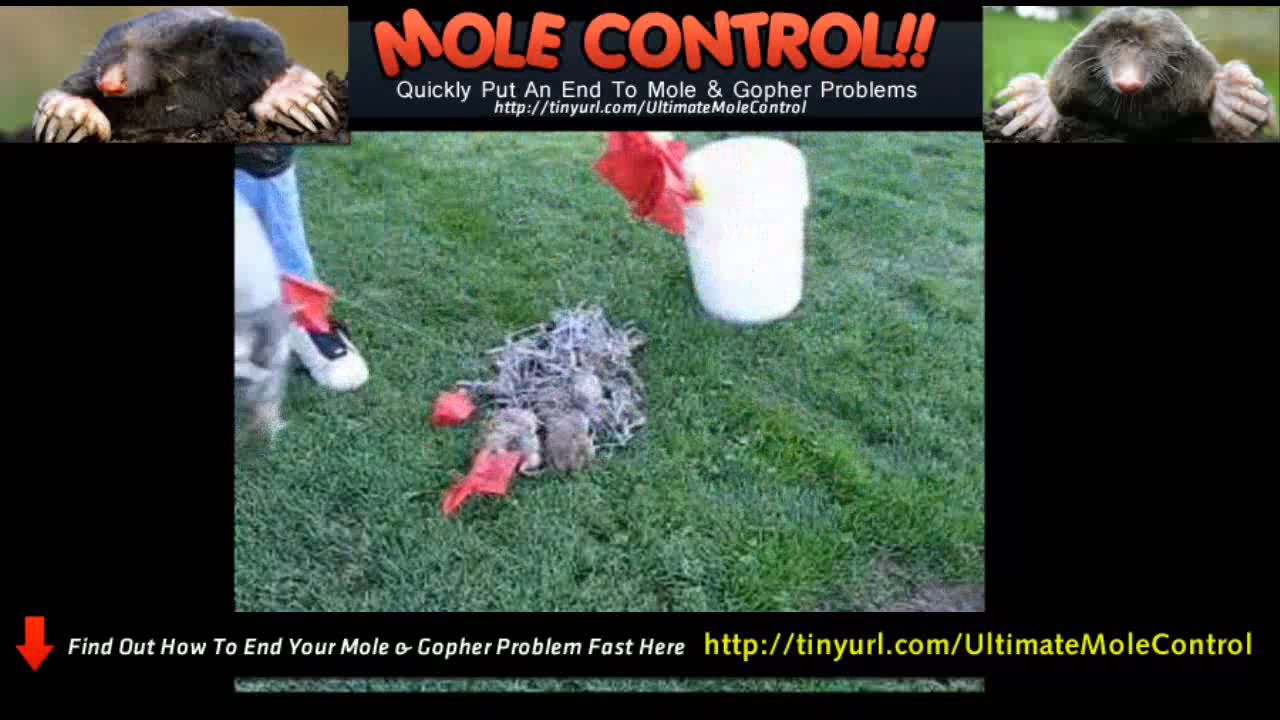 MOLE CONTROL!!
Quickly Put An End To Mole & Gopher Problems
http://tinyurl.com/UltimateMoleControl
Find Out How To End Your Mole & Gopher Problem Fast Here http://tinyurl.com/UltimateMoleControl